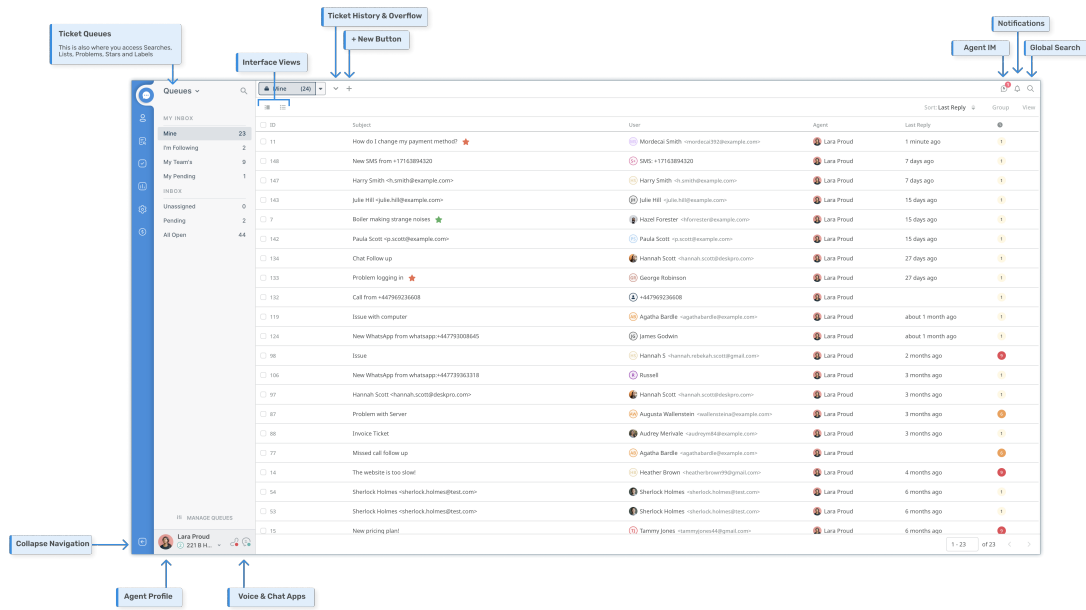 Ticket History & Overflow
Notifications
Ticket Queues
This is also where you access Searches,
Lists, Problems, Stars and Labels
+ New Button
Agent IM
Global Search
Interface Views
Queues
Mine (24)
Sort: Last Reply
Group
View
MY INBOX
Mine 23
I'm Following 2
My Team's 9
My Pending 1
INBOX
Unassigned 0
Pending 2
All Open 44
ID Subject User Agent Last Reply
11 How do I change my payment method? Mordecai Smith <mordecai392@example.com> Lara Proud 1 minute ago
148 New SMS from +17163894320 SMS: +17163894320 Lara Proud 7 days ago
147 Harry Smith <h.smith@example.com> Harry Smith <h.smith@example.com> Lara Proud 7 days ago
143 Julie Hill <julie.hill@example.com> Julie Hill <julie.hill@example.com> Lara Proud 15 days ago
7 Boiler making strange noises Hazel Forester <hforrester@example.com> Lara Proud 15 days ago
142 Paula Scott <p.scott@example.com> Paula Scott <p.scott@example.com> Lara Proud 15 days ago
134 Chat Follow up Hannah Scott <hannah.scott@deskpro.com> Lara Proud 27 days ago
133 Problem logging in George Robinson Lara Proud 27 days ago
132 Call from +447969236608 +447969236608 Lara Proud
119 Issue with computer Agatha Bardle <agathabardle@example.com> Lara Proud about 1 month ago
124 New WhatsApp from whatsapp:+447793008645 James Godwin Lara Proud about 1 month ago
98 Issue Hannah S <hannah.rebekah.scott@gmail.com> Lara Proud 2 months ago
106 New WhatsApp from whatsapp:+447739363318 Russell Lara Proud 3 months ago
97 Hannah Scott <hannah.scott@deskpro.com> Hannah Scott <hannah.scott@deskpro.com> Lara Proud 3 months ago
87 Problem with Server Augusta Wallenstein <wallensteina@example.com> Lara Proud 3 months ago
88 Invoice Ticket Audrey Merivale <audreym84@example.com> Lara Proud 3 months ago
77 Missed call follow up Agatha Bardle <agathabardle@example.com> Lara Proud
14 The website is too slow! Heather Brown <heatherbrown99@gmail.com> Lara Proud 4 months ago
54 Sherlock Holmes <sherlock.holmes@test.com> Sherlock Holmes <sherlock.holmes@test.com> Lara Proud 6 months ago
53 Sherlock Holmes <sherlock.holmes@test.com> Sherlock Holmes <sherlock.holmes@test.com> Lara Proud 6 months ago
15 New pricing plan! Tammy Jones <tammyjones44@gmail.com> Lara Proud 6 months ago
MANAGE QUEUES
Lara Proud
221 B H...
1 - 23 of 23
Collapse Navigation
Agent Profile
Voice & Chat Apps